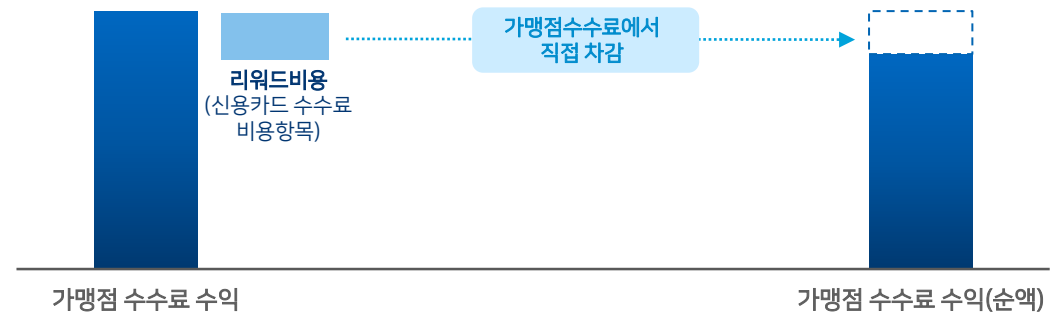 가맹점수수료에서
직접 차감
리워드비용
(신용카드 수수료
비용항목)
가맹점 수수료 수익
가맹점 수수료 수익(순액)